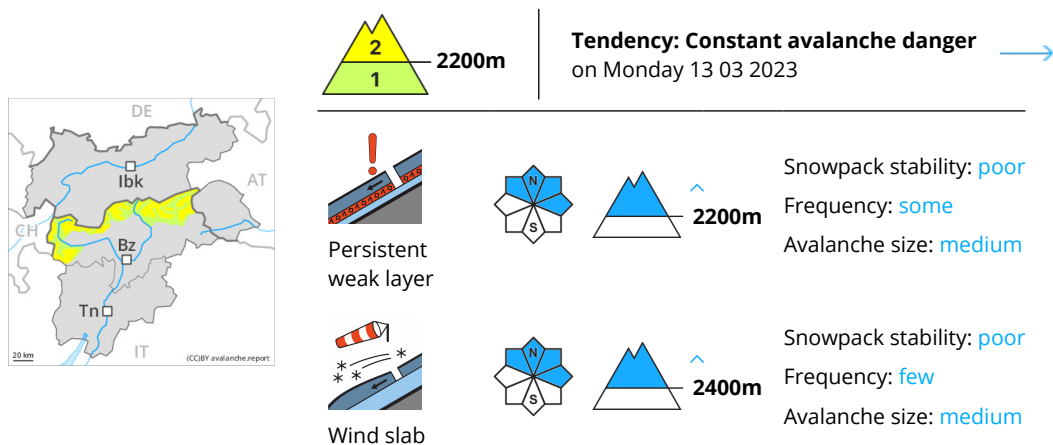 2
1
2200m
Tendency: Constant avalanche danger
on Monday 13 03 2023
DE
Ibk
AT
CH
Bz
Tn
IT
20 km
(CC)BY avalanche.report
N
S
2200m
Persistent
weak layer
Snowpack stability: poor
Frequency: some
Avalanche size: medium
N
S
2400m
Wind slab
Snowpack stability: poor
Frequency: few
Avalanche size: medium